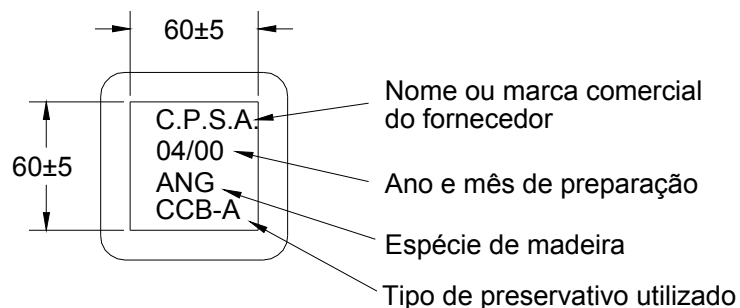 60±5
60±5
C.P.S.A.
04/00
ANG
CCB-A
Nome ou marca comercial
do fornecedor
Ano e mês de preparação
Espécie de madeira
Tipo de preservativo utilizado